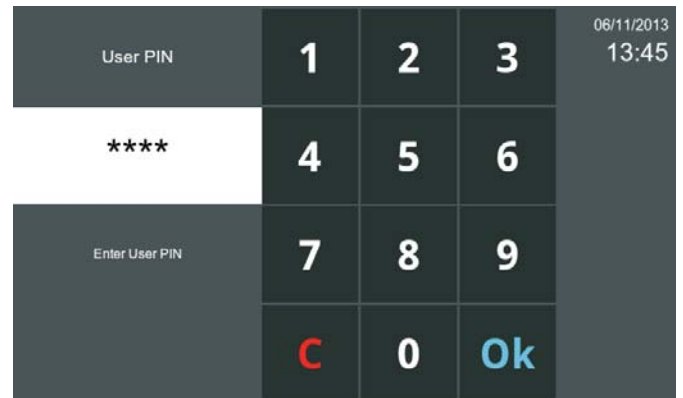 User PIN
****
Enter User PIN
1 2 3
4 5 6
7 8 9
C 0 Ok
06/11/2013
13:45